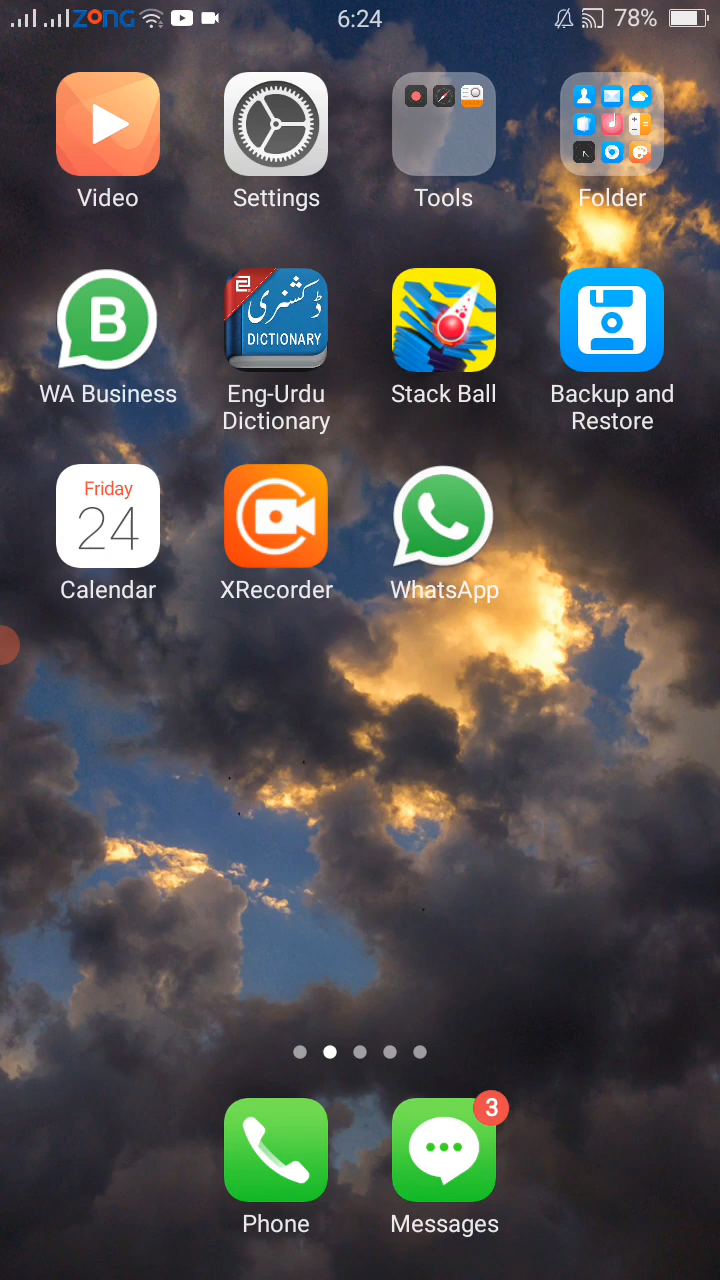 ZONG
6:24
78%
Video
Settings
Tools
Folder
B
WA Business
ڈکشنری
DICTIONARY
Eng-Urdu
Dictionary
Stack Ball
Backup and
Restore
Friday
24
Calendar
XRecorder
WhatsApp
3
Phone
Messages